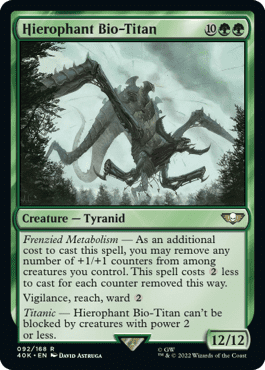 Hierophant Bio-Titan 10
Creature — Tyranid
Frenzied Metabolism — As an additional
cost to cast this spell, you may remove any
number of +1/+1 counters from among
creatures you control. This spell costs 2 less
to cast for each counter removed this way.
Vigilance, reach, ward 2
Titanic — Hierophant Bio-Titan can't be
blocked by creatures with power 2
or less.
12/12
092/168 R
40K • EN DAVID ASTRUGA
© GW
™ & © 2022 Wizards of the Coast